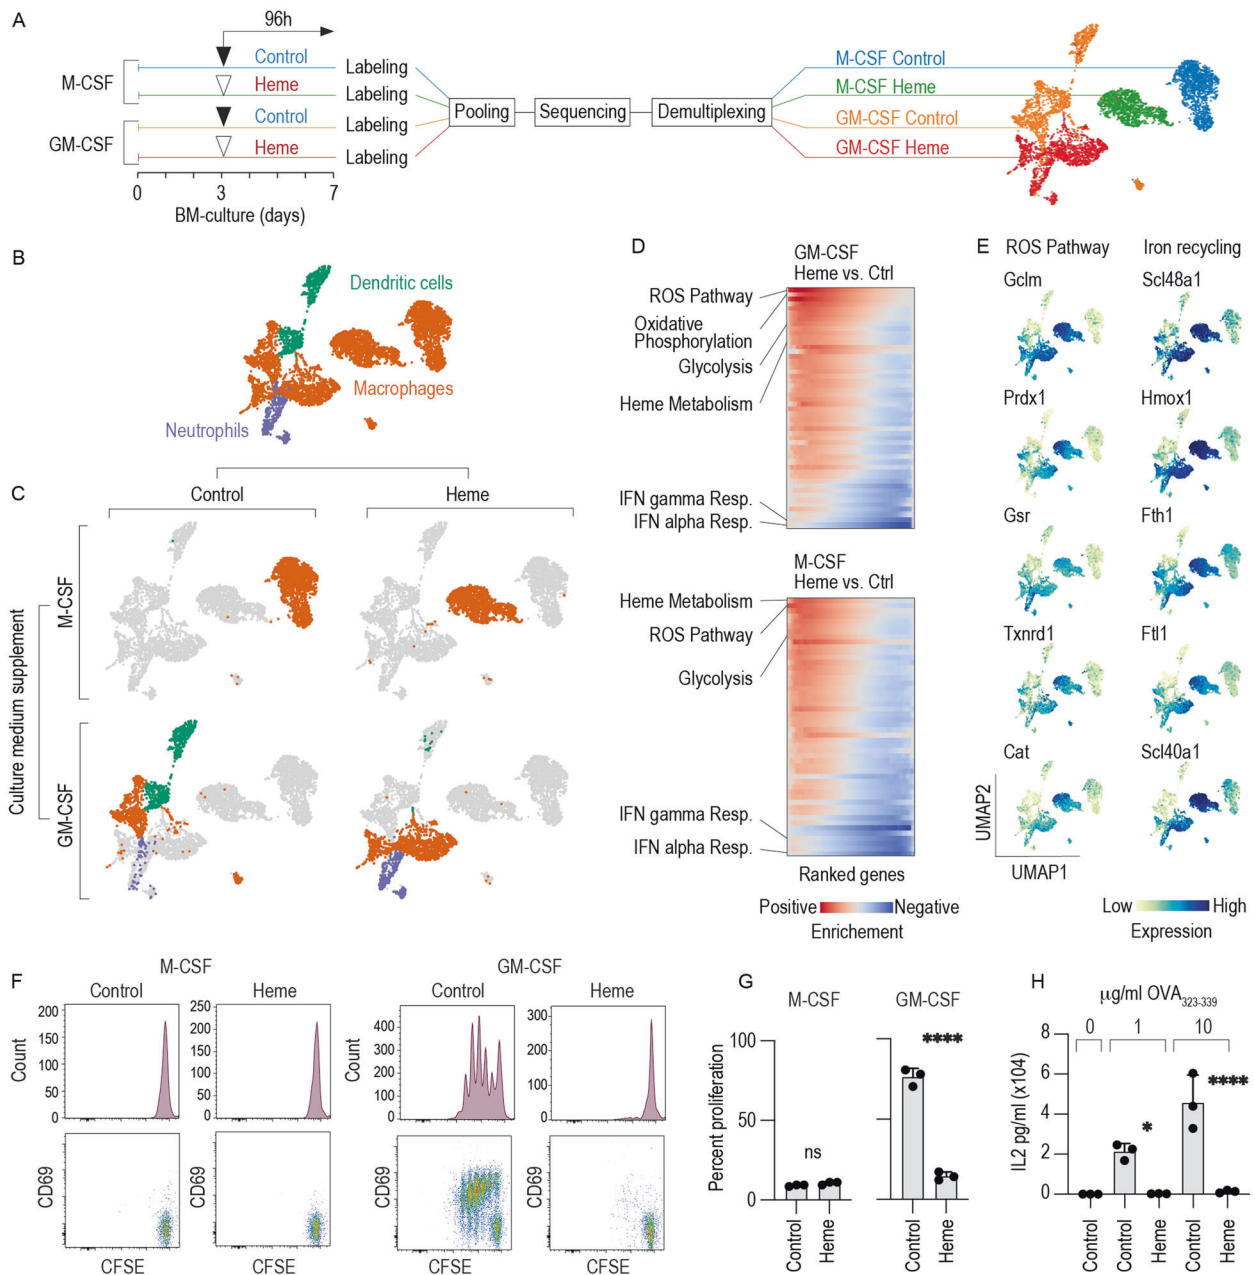 A
96h
Control
Heme
Control
Heme
M-CSF
GM-CSF
Labeling
Labeling
Labeling
Labeling
Pooling
Sequencing
Demultiplexing
M-CSF Control
M-CSF Heme
GM-CSF Control
GM-CSF Heme
0 3 7
BM-culture (days)
B
Dendritic cells
Macrophages
Neutrophils
C
Control Heme
Culture medium supplement
M-CSF
GM-CSF
D
GM-CSF
Heme vs. Ctrl
ROS Pathway
Oxidative
Phosphorylation
Glycolysis
Heme Metabolism
IFN gamma Resp.
IFN alpha Resp.
M-CSF
Heme vs. Ctrl
Heme Metabolism
ROS Pathway
Glycolysis
IFN gamma Resp.
IFN alpha Resp.
Ranked genes
Positive Negative
Enrichement
E
ROS Pathway Iron recycling
Gclm Scl48a1
Prdx1 Hmox1
Gsr Fth1
Txnrd1 Ftl1
Cat Scl40a1
UMAP2
UMAP1
Low High
Expression
F
M-CSF GM-CSF
Control Heme Control Heme
Count
200
150
100
50
0
250
200
150
100
50
0
Count
400
300
200
100
0
300
200
100
0
CD69
CD69
CD69
CD69
CFSE CFSE CFSE CFSE
G
M-CSF GM-CSF
Percent proliferation
100
50
0
ns
****
Control
Heme
Control
Heme
H
µg/ml OVA323-339
0 1 10
IL2 pg/ml (x104)
8
6
4
2
0
*
****
Control
Control
Heme
Control
Heme